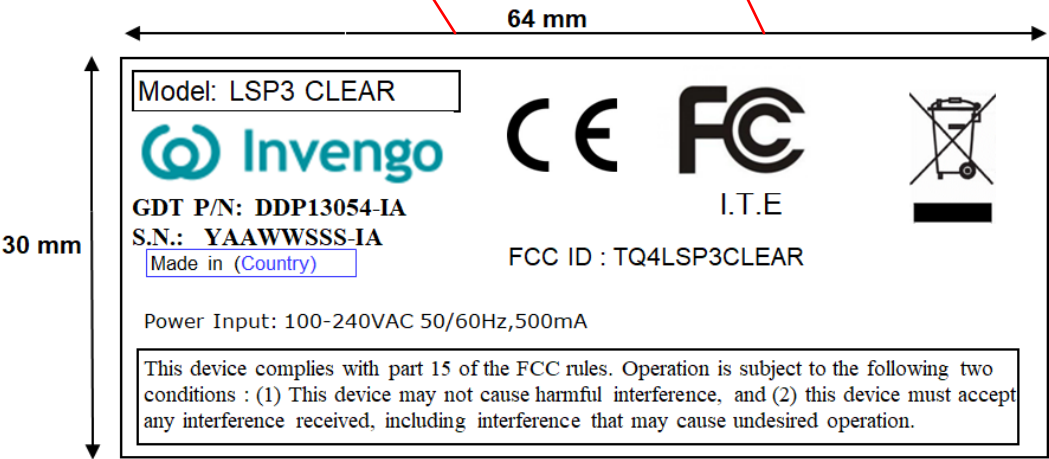 64 mm
30 mm
Model: LSP3 CLEAR
Invengo
CE
FC
I.T.E
GDT P/N: DDP13054-IA
S.N.: YAAWWSSS-IA
Made in (Country)
FCC ID : TQ4LSP3CLEAR
Power Input: 100-240VAC 50/60Hz,500mA
This device complies with part 15 of the FCC rules. Operation is subject to the following two
conditions : (1) This device may not cause harmful interference, and (2) this device must accept
any interference received, including interference that may cause undesired operation.